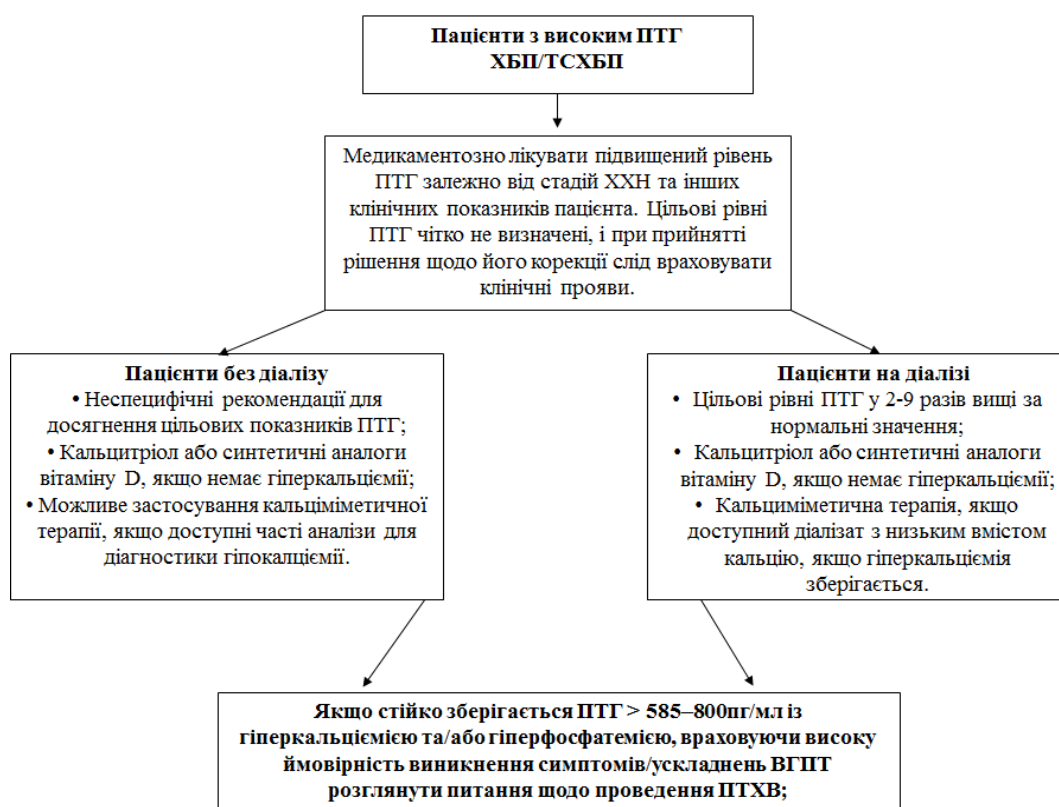 Пацієнти з високим ПТГ
ХБП/ТСХБП
Медикаментозно лікувати підвищений рівень
ПТГ залежно від стадій ХХН та інших
клінічних показників пацієнта. Цільові рівні
ПТГ чітко не визначені, і при прийнятті
рішення щодо його корекції слід враховувати
клінічні прояви.
Пацієнти без діалізу
• Неспецифічні рекомендації для
досягнення цільових показників ПТГ;
• Кальцитріол або синтетичні аналоги
вітаміну D, якщо немає гіперкальціємії;
• Можливе застосування кальціміметичної
терапії, якщо доступні часті аналізи для
діагностики гіпокалціємії.
Пацієнти на діалізі
• Цільові рівні ПТГ у 2-9 разів вищі за
нормальні значення;
• Кальцитріол або синтетичні аналоги
вітаміну D, якщо немає гіперкальціємії;
• Кальциміметична терапія, якщо
доступний діалізат з низьким вмістом
кальцію, якщо гіперкальціємія
зберігається.
Якщо стійко зберігається ПТГ > 585–800пг/мл із
гіперкальціємією та/або гіперфосфатемією, враховуючи високу
ймовірність виникнення симптомів/ускладнень ВГПТ
розглянути питання щодо проведення ПТХВ;